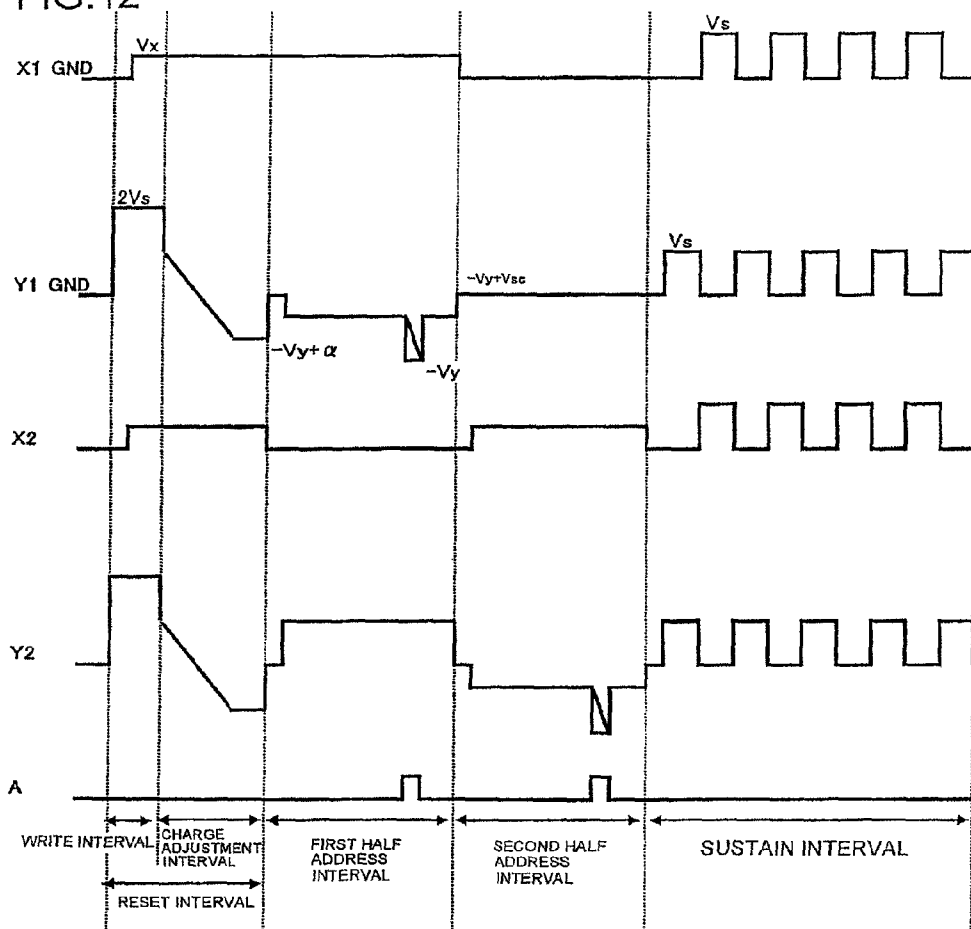 FIG.12
Vx
Vs
X1 GND
2Vs
Vs
Y1 GND
-Vy+Vsc
-Vy+α
-Vy
X2
Y2
A
WRITE INTERVAL
CHARGE
ADJUSTMENT
INTERVAL
FIRST HALF
ADDRESS
INTERVAL
SECOND HALF
ADDRESS
INTERVAL
SUSTAIN INTERVAL
RESET INTERVAL